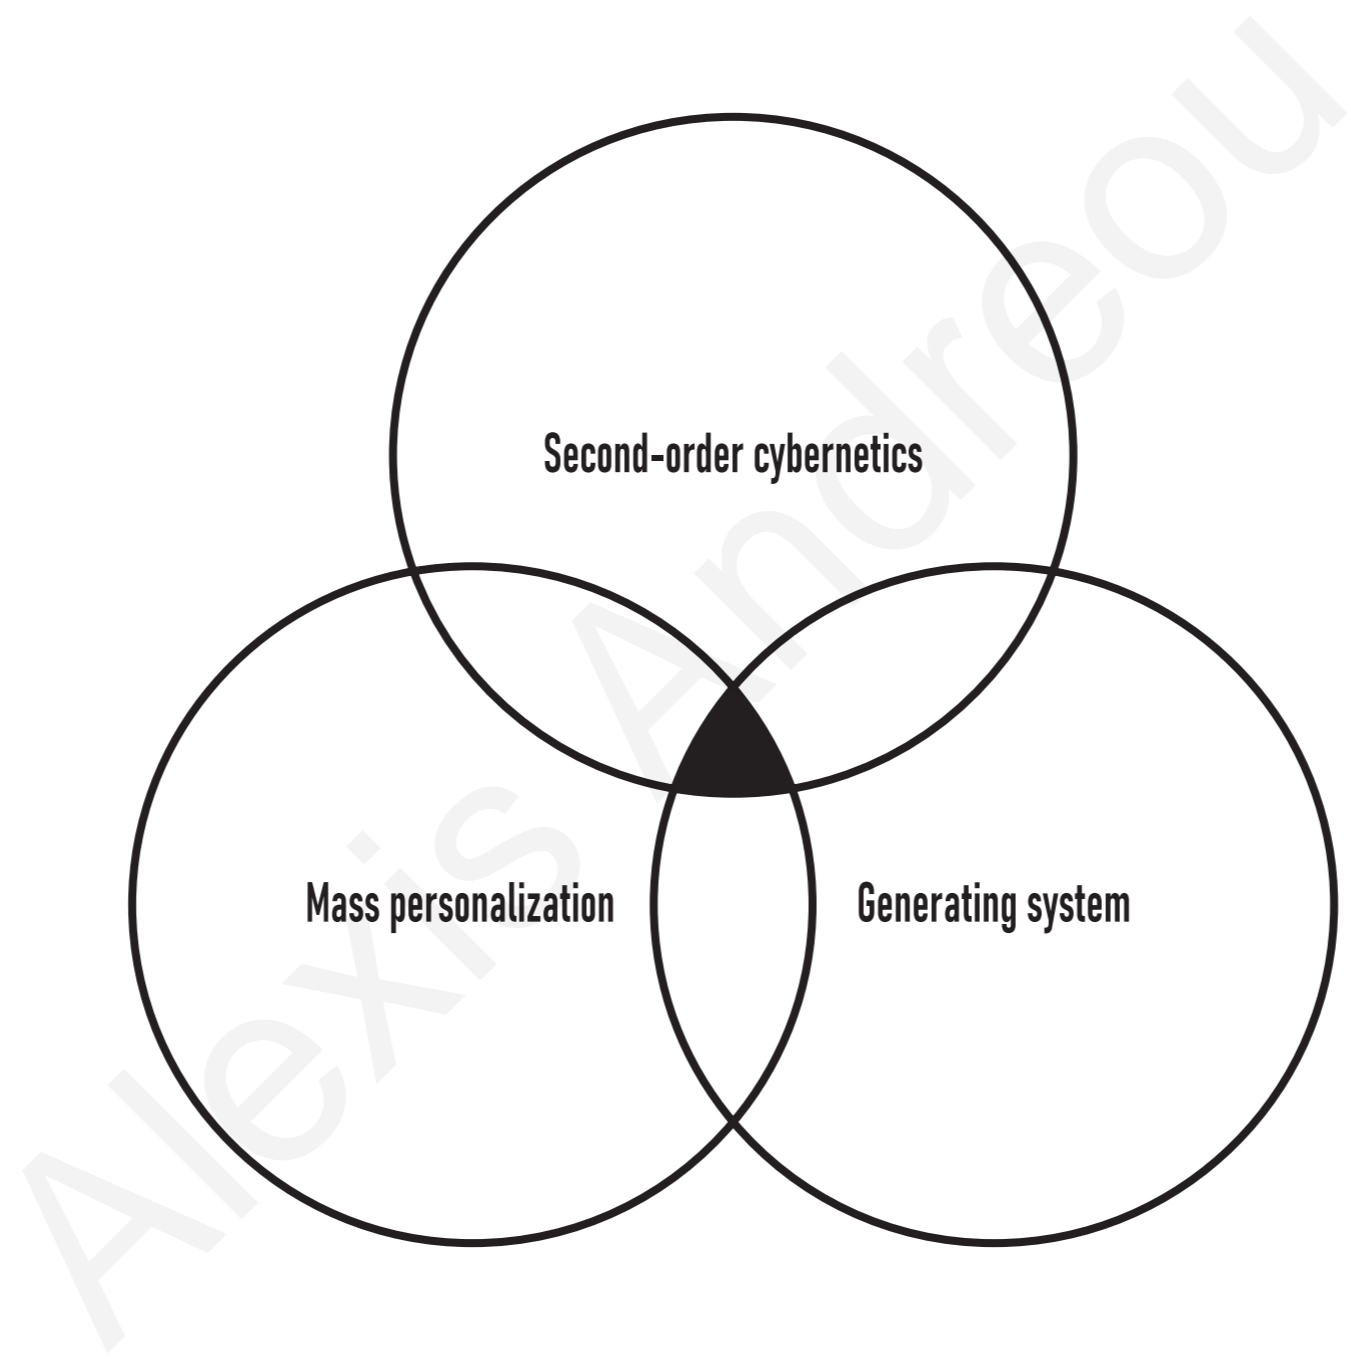 Second-order cybernetics
Mass personalization
Generating system
Alexis Andreou